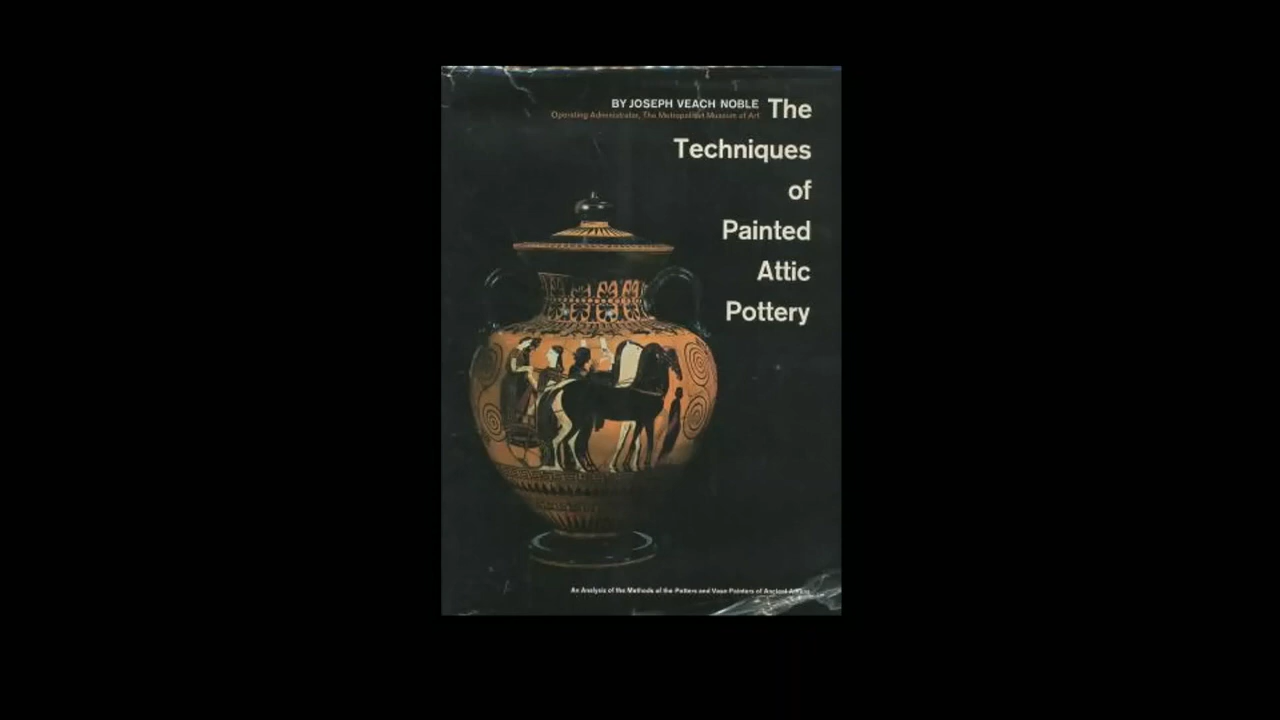 BY JOSEPH VEACH NOBLE
Operating Administrator, The Metropolitan Museum of Art
The
Techniques
of
Painted
Attic
Pottery
An Analysis of the Methods of the Potters and Vase Painters of Ancient Athens